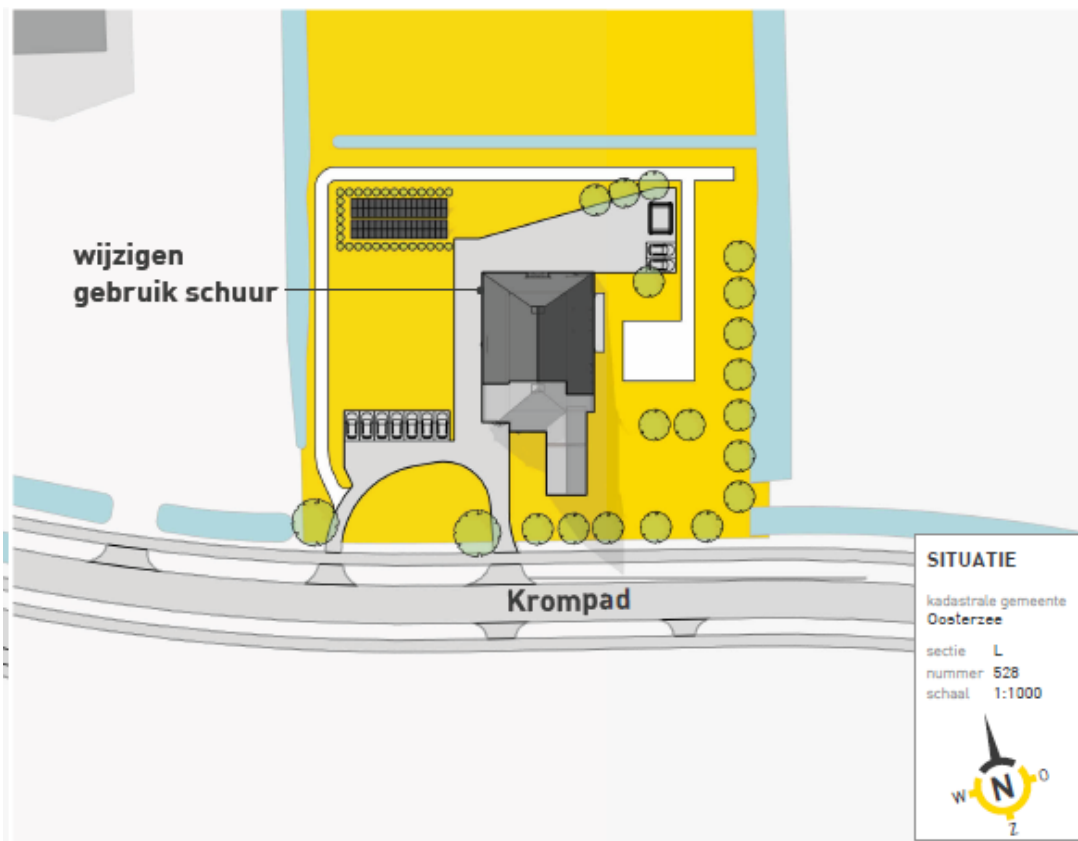 wijzigen
gebruik schuur
Krompad
SITUATIE
kadastrale gemeente
Oosterzee
sectie L
nummer 528
schaal 1:1000
N
W
O
Z